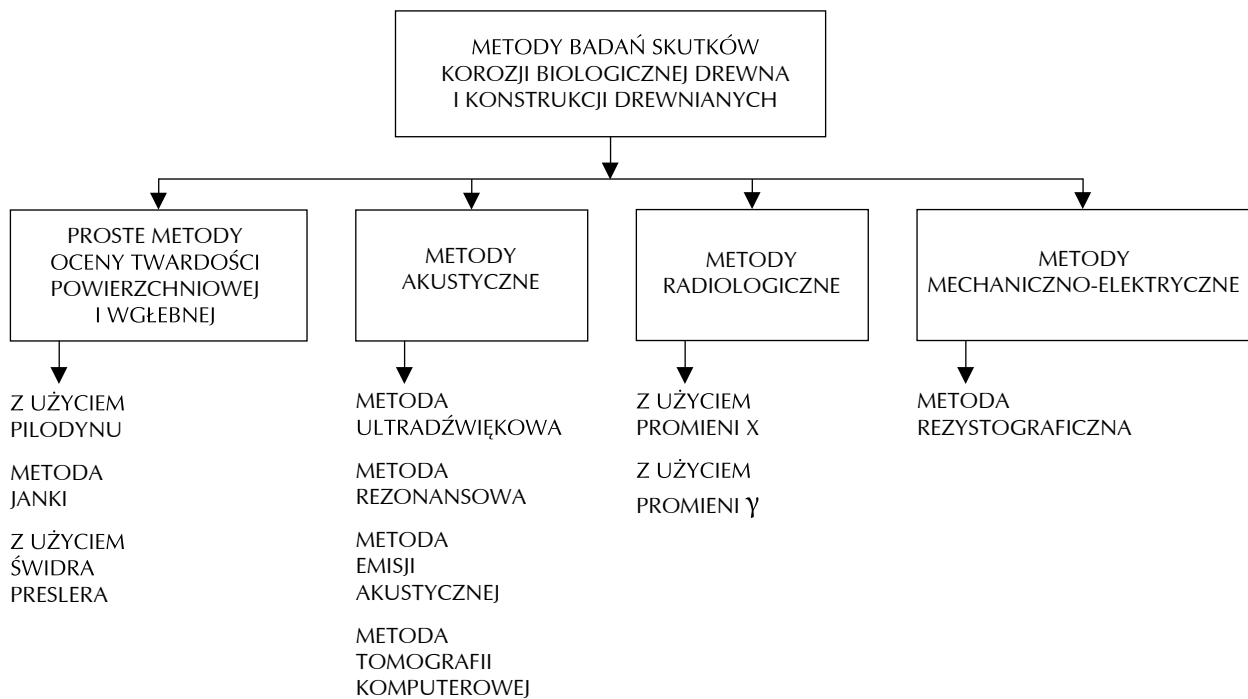 METODY BADAŃ SKUTKÓW
KOROZJI BIOLOGICZNEJ DREWNA
I KONSTRUKCJI DREWNIANYCH
PROSTE METODY
OCENY TWARDOŚCI
POWIERZCHNIOWEJ
I WGŁEBNEJ
METODY
AKUSTYCZNE
METODY
RADIOLOGICZNE
METODY
MECHANICZNO-ELEKTRYCZNE
Z UŻYCIEM
PILODYNU
METODA
JANKI
Z UŻYCIEM
ŚWIDRA
PRESLERA
METODA
ULTRADŹWIĘKOWA
METODA
REZONANSOWA
METODA
EMISJI
AKUSTYCZNEJ
METODA
TOMOGRAFII
KOMPUTEROWEJ
Z UŻYCIEM
PROMIENI X
Z UŻYCIEM
PROMIENI γ
METODA
REZYSTOGRAFICZNA